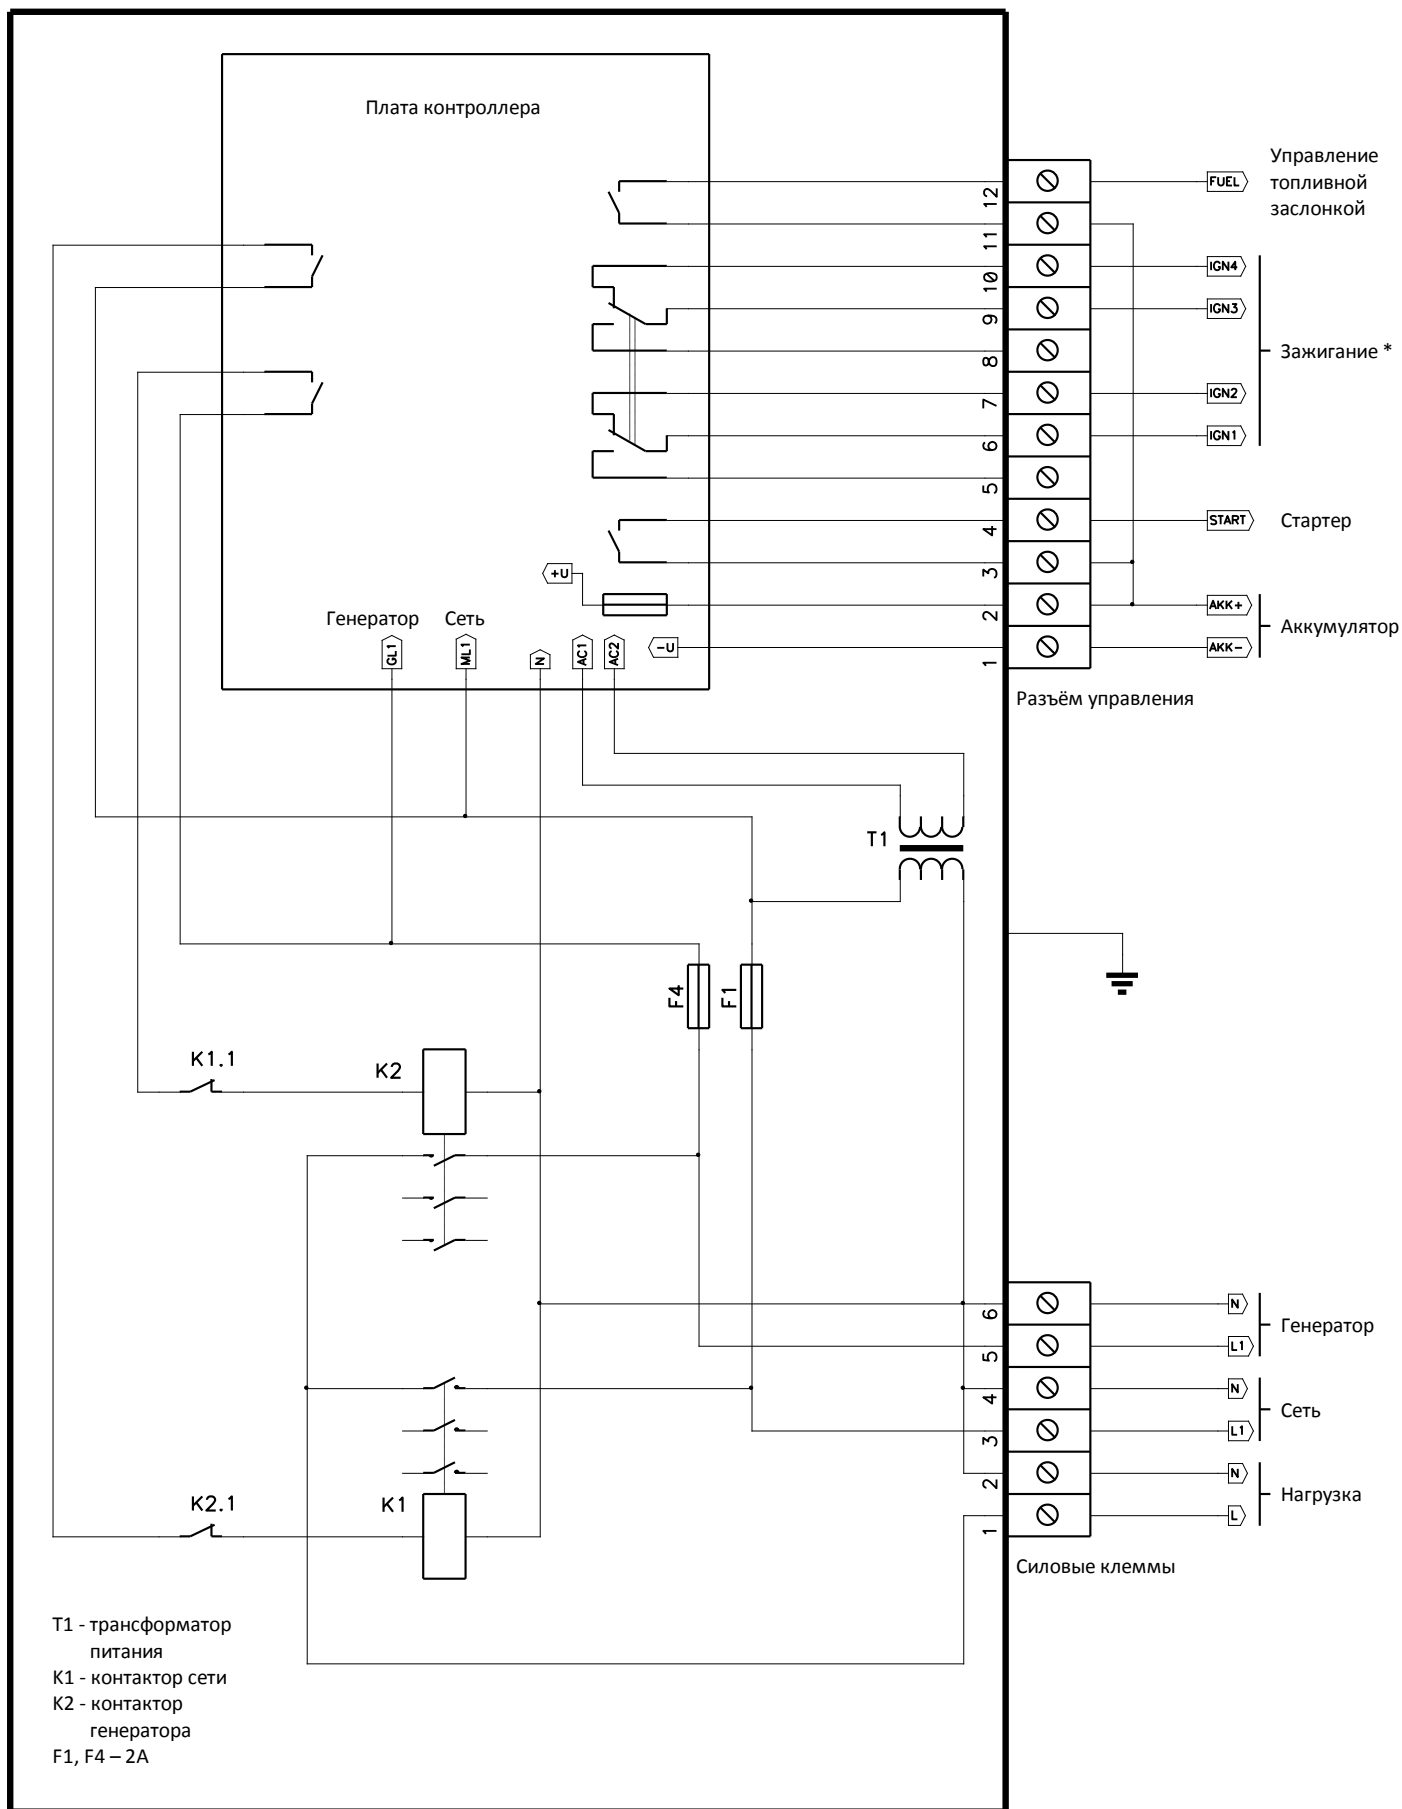 Плата контроллера
12
FUEL
Управление
топливной
заслонкой
11
10
IGN4
9
IGN3
8
Зажигание *
7
IGN2
6
IGN1
5
4
START
Стартер
3
+U
2
AKK+
Аккумулятор
Генератор Сеть
GL1
ML1
N
AC1
AC2
-U
1
AKK-
Разъём управления
T1
F4
F1
K1.1
K2
6
N
Генератор
5
L1
4
N
Сеть
3
L1
2
N
Нагрузка
K2.1
K1
1
L
Силовые клеммы
T1 - трансформатор
питания
K1 - контактор сети
K2 - контактор
генератора
F1, F4 – 2A